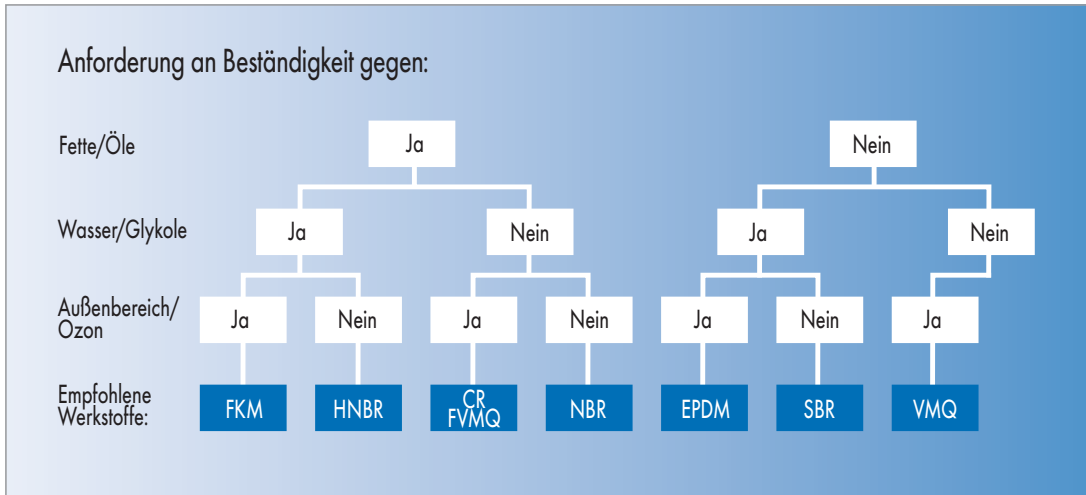 Anforderung an Beständigkeit gegen:
Fette/Öle
Ja
Nein
Wasser/Glykole
Ja
Nein
Ja
Nein
Außenbereich/
Ozon
Ja
Nein
Ja
Nein
Ja
Nein
Ja
Empfohlene
Werkstoffe:
FKM
HNBR
CR
FVMQ
NBR
EPDM
SBR
VMQ